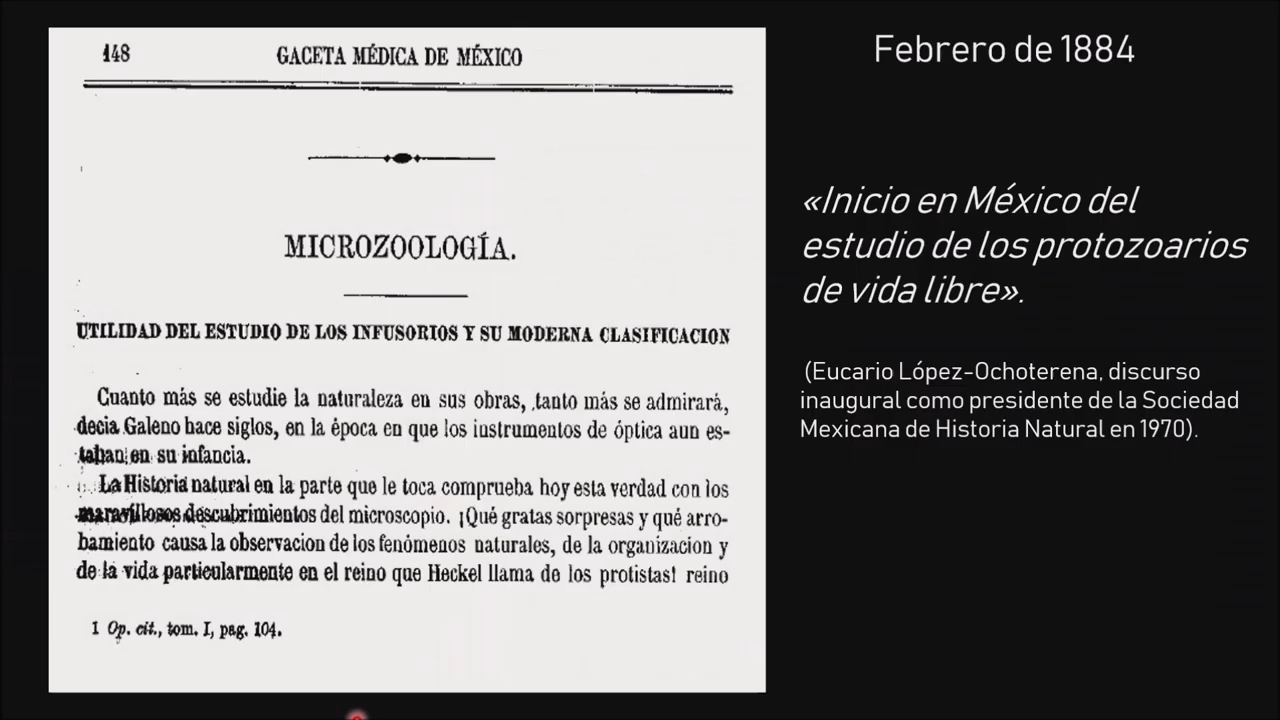 148 GACETA MÉDICA DE MÉXICO
MICROZOOLOGÍA.
UTILIDAD DEL ESTUDIO DE LOS INFUSORIOS Y SU MODERNA CLASIFICACION
Cuanto más se estudie la naturaleza en sus obras, tanto más se admirará,
decia Galeno hace siglos, en la época en que los instrumentos de óptica aun es-
taban en su infancia.
La Historia natural en la parte que le toca comprueba hoy esta verdad con los
maravillosos descubrimientos del microscopio. ¡Qué gratas sorpresas y qué arro-
bamiento causa la observacion de los fenómenos naturales, de la organizacion y
de la vida particularmente en el reino que Heckel llama de los protistas! reino
1 Op. cit., tom. I, pag. 104.
Febrero de 1884
«Inicio en México del
estudio de los protozoarios
de vida libre».
(Eucario López-Ochoterena, discurso
inaugural como presidente de la Sociedad
Mexicana de Historia Natural en 1970).